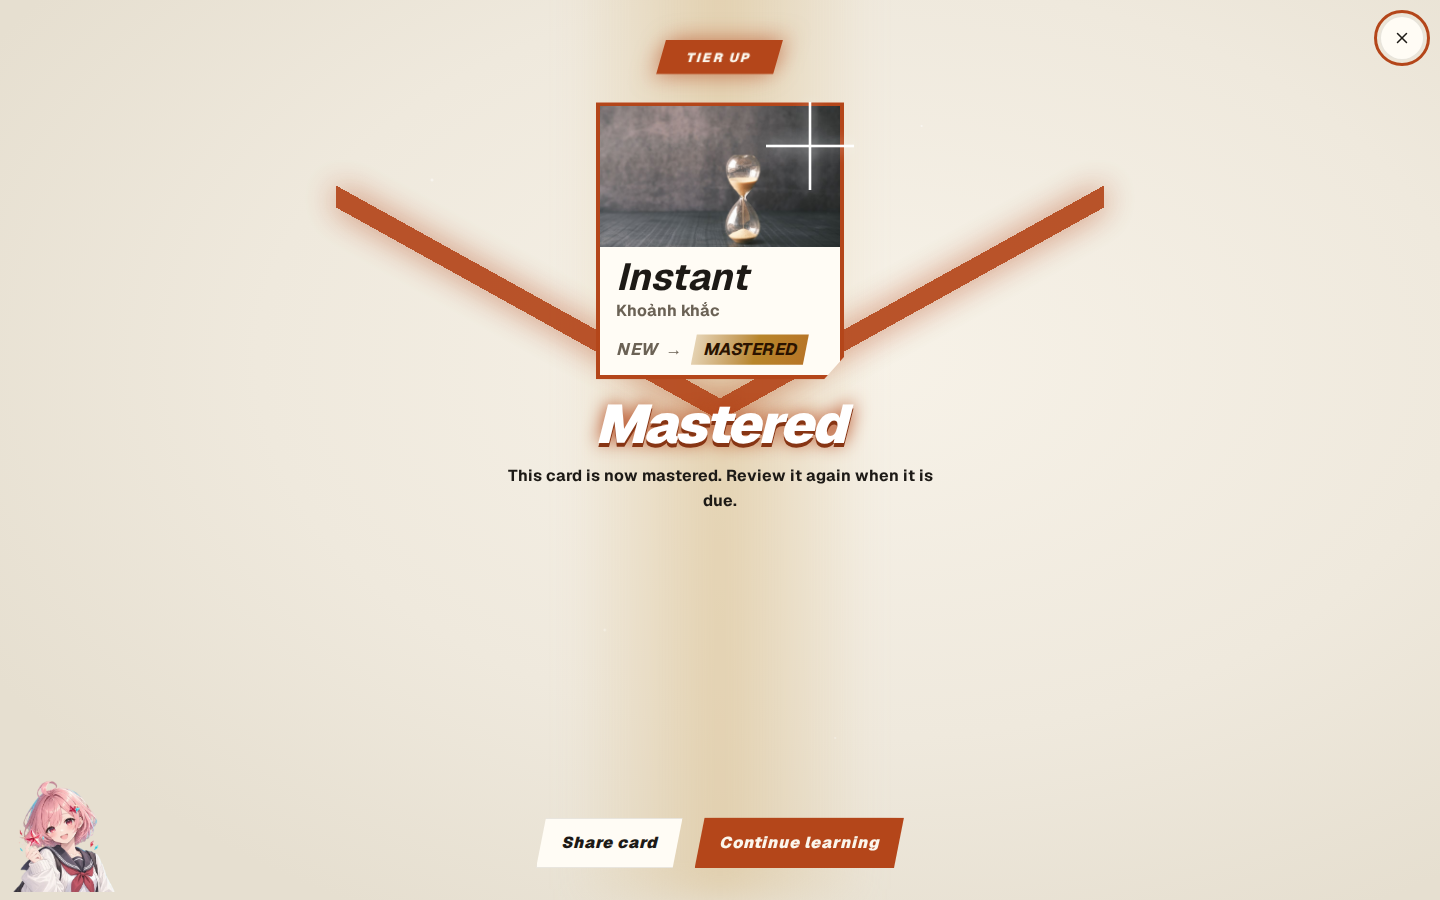 TIER UP
Instant
Khoảnh khắc
NEW → MASTERED
Mastered
This card is now mastered. Review it again when it is
due.
Share card
Continue learning